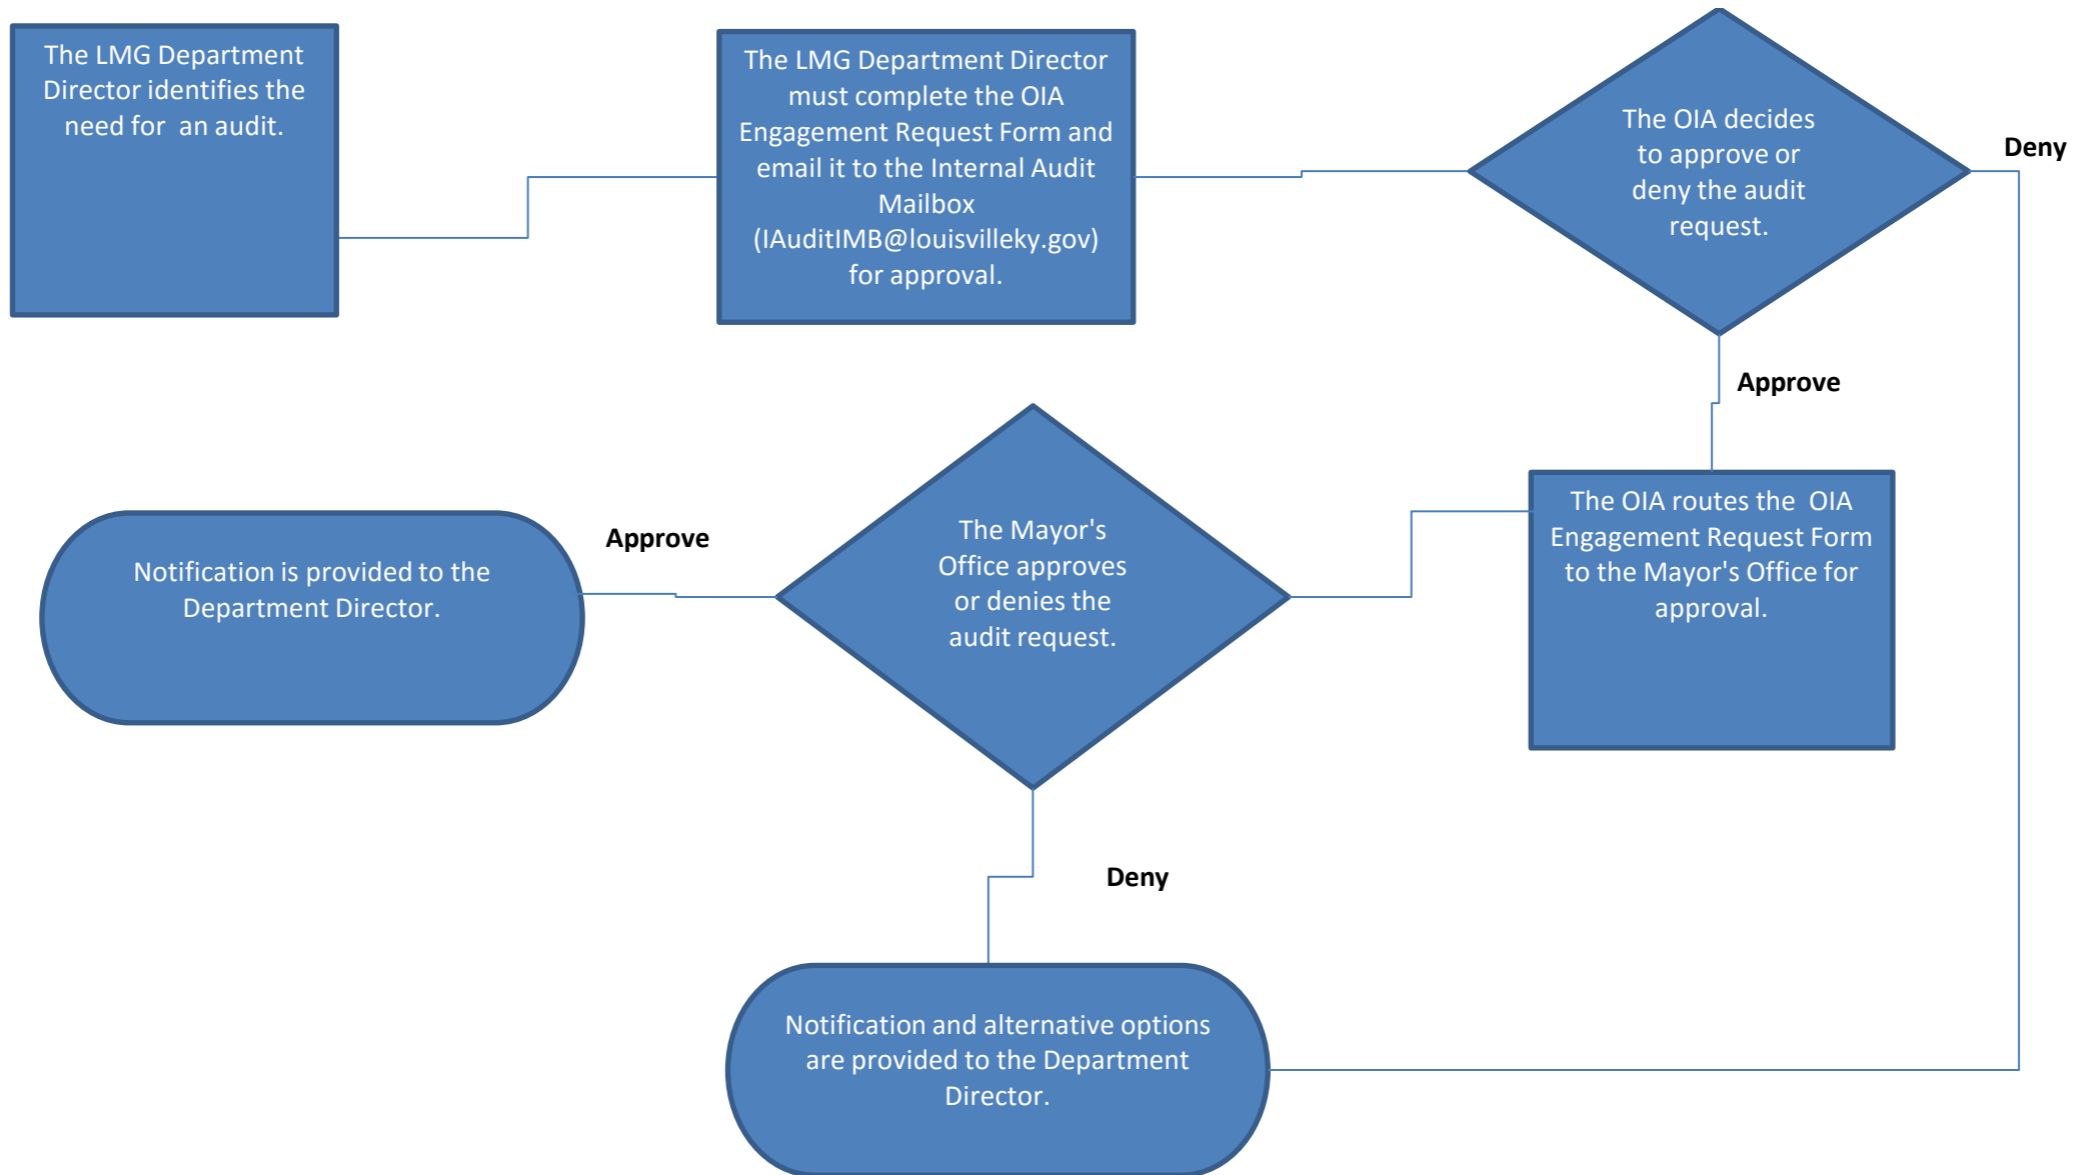 The LMG Department
Director identifies the
need for  an audit.
The LMG Department Director
must complete the OIA
Engagement Request Form and
email it to the Internal Audit
Mailbox
(IAuditIMB@louisvilleky.gov)
for approval.
The OIA decides
to approve or
deny the audit
request.
Deny
Approve
The OIA routes the  OIA
Engagement Request Form
to the Mayor's Office for
approval.
The Mayor's
Office approves
or denies the
audit request.
Approve
Notification is provided to the
Department Director.
Deny
Notification and alternative options
are provided to the Department
Director.